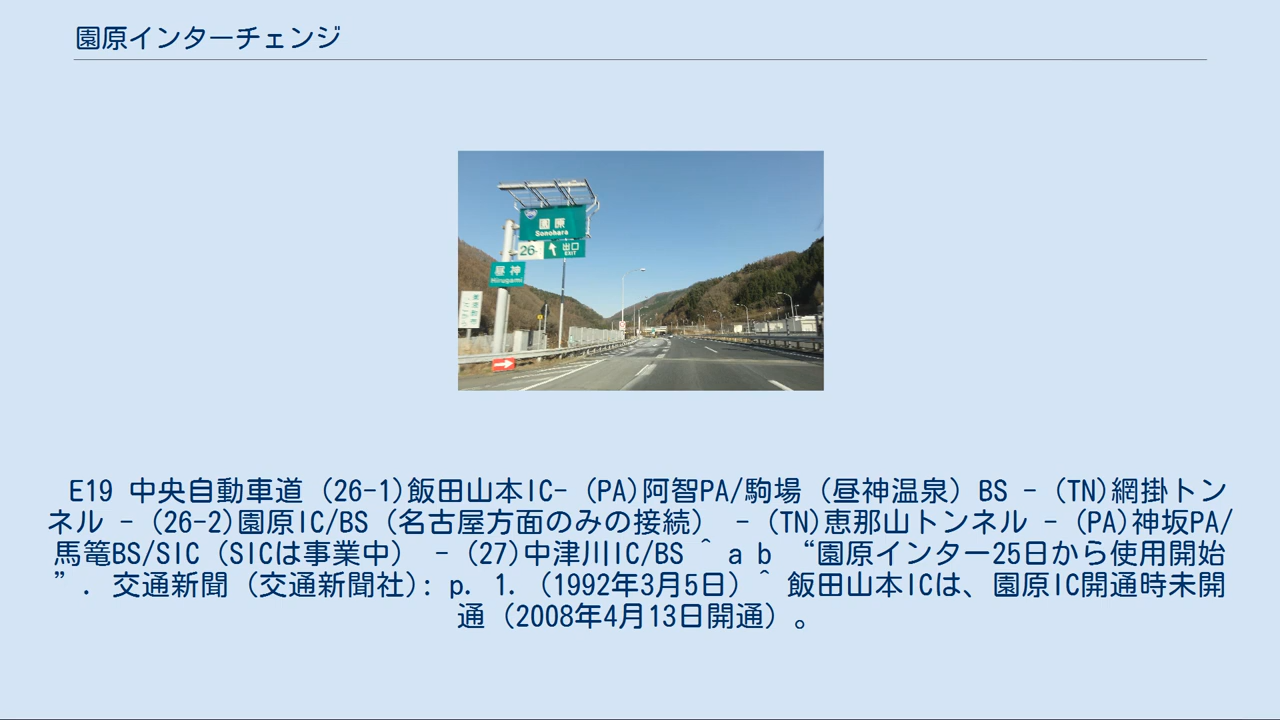 園原インターチェンジ
園原
Sonohara
26-
出口
EXIT
昼神
Hirugami
E19 中央自動車道 (26-1)飯田山本IC- (PA)阿智PA/駒場（昼神温泉）BS - (TN)網掛トン
ネル - (26-2)園原IC/BS（名古屋方面のみの接続） - (TN)恵那山トンネル - (PA)神坂PA/
馬篭BS/SIC（SICは事業中） - (27)中津川IC/BS ^ a b “園原インター25日から使用開始
”. 交通新聞 (交通新聞社): p. 1. （1992年3月5日）^ 飯田山本ICは、園原IC開通時未開
通（2008年4月13日開通）。